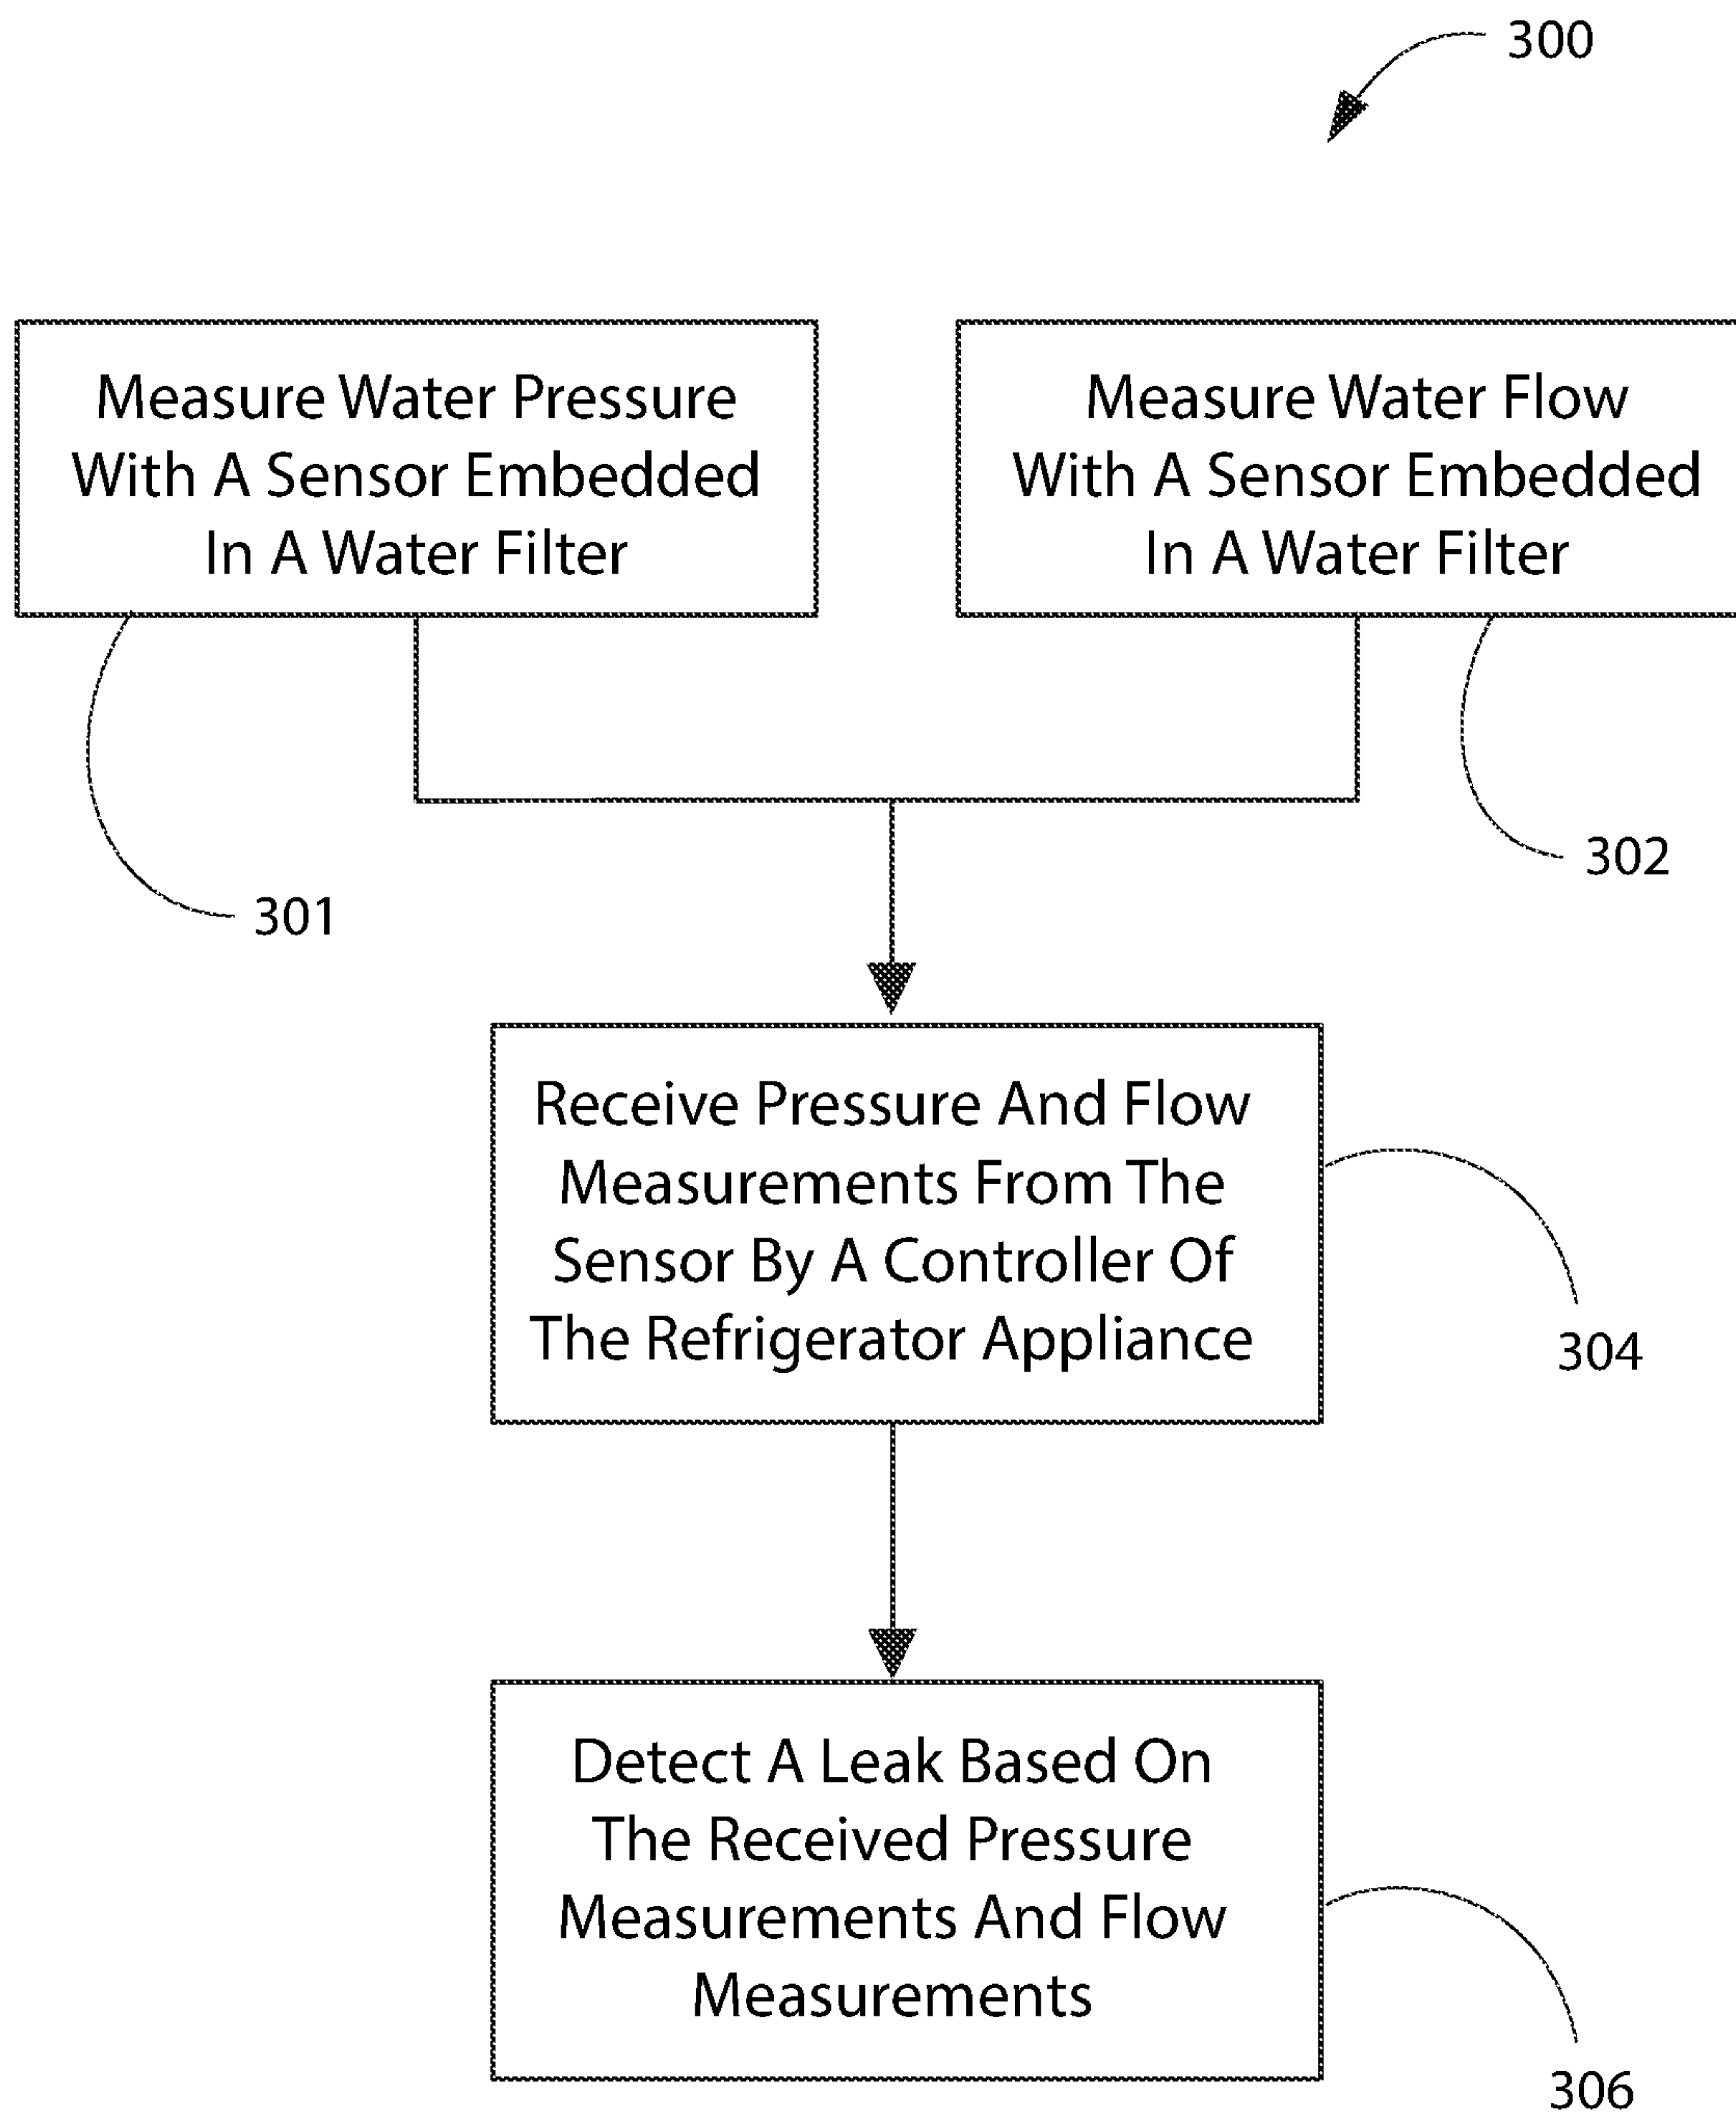 300
Measure Water Pressure
With A Sensor Embedded
In A Water Filter
Measure Water Flow
With A Sensor Embedded
In A Water Filter
302
301
Receive Pressure And Flow
Measurements From The
Sensor By A Controller Of
The Refrigerator Appliance
304
Detect A Leak Based On
The Received Pressure
Measurements And Flow
Measurements
306